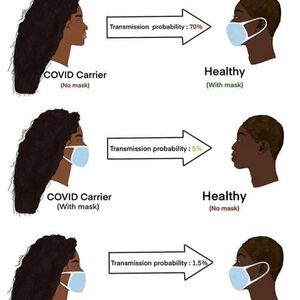 Transmission probability : 70%
COVID Carrier
(No mask)
Healthy
(With mask)
Transmission probability : 5%
COVID Carrier
(With mask)
Healthy
(No mask)
Transmission probability : 1.5%